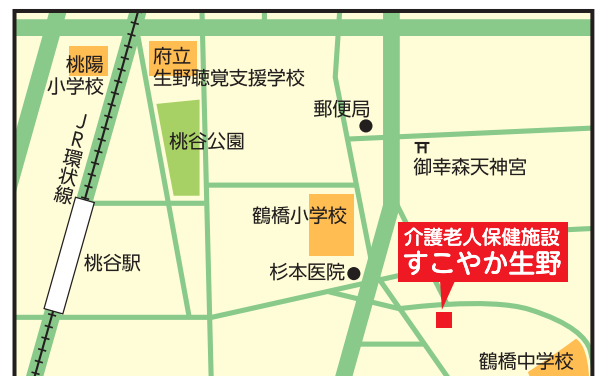 桃陽
小学校
府立
生野聴覚支援学校
JR環状線
桃谷公園
郵便局
御幸森天神宮
鶴橋小学校
介護老人保健施設
すこやか生野
桃谷駅
杉本医院
鶴橋中学校